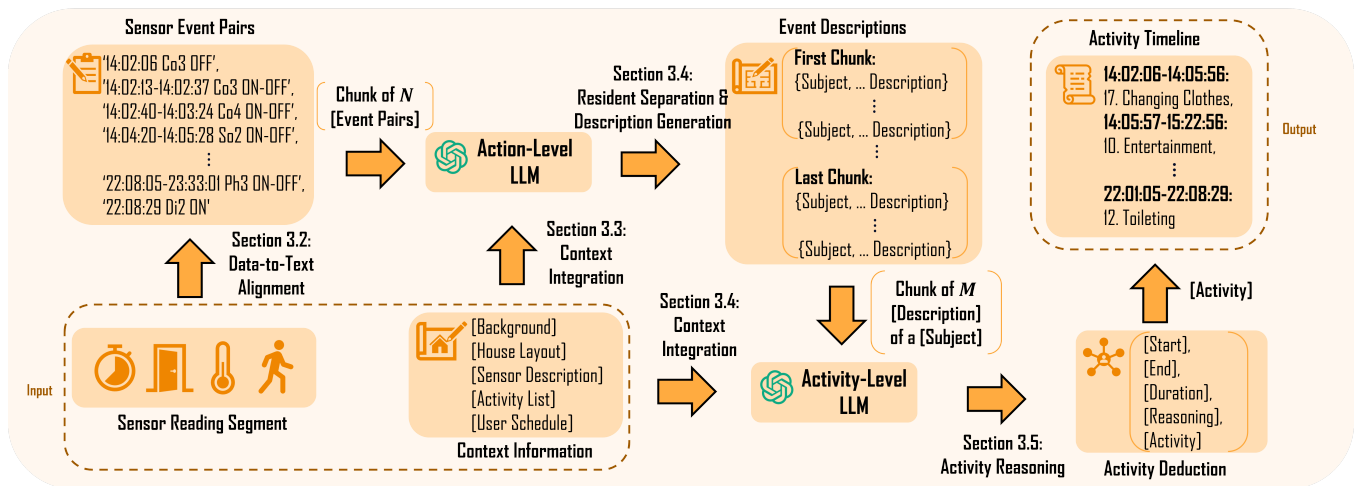 Sensor Event Pairs
'14:02:06 Co3 OFF',
'14:02:13-14:02:37 Co3 ON-OFF',
'14:02:40-14:03:24 Co4 ON-OFF',
'14:04:20-14:05:28 So2 ON-OFF',
⋮
'22:08:05-23:33:01 Ph3 ON-OFF',
'22:08:29 Di2 ON'
Chunk of N
[Event Pairs]
Action-Level
LLM
Section 3.4:
Resident Separation &
Description Generation
Event Descriptions
First Chunk:
{Subject, ... Description}
⋮
{Subject, ... Description}
⋮
Last Chunk:
{Subject, ... Description}
⋮
{Subject, ... Description}
Activity Timeline
14:02:06-14:05:56:
17. Changing Clothes,
14:05:57-15:22:56:
10. Entertainment,
⋮
22:01:05-22:08:29:
12. Toileting
Output
Section 3.2:
Data-to-Text
Alignment
Section 3.3:
Context
Integration
Input
Sensor Reading Segment
[Background]
[House Layout]
[Sensor Description]
[Activity List]
[User Schedule]
Context Information
Section 3.4:
Context
Integration
Chunk of M
[Description]
of a [Subject]
Activity-Level
LLM
Section 3.5:
Activity Reasoning
[Activity]
[Start],
[End],
[Duration],
[Reasoning],
[Activity]
Activity Deduction